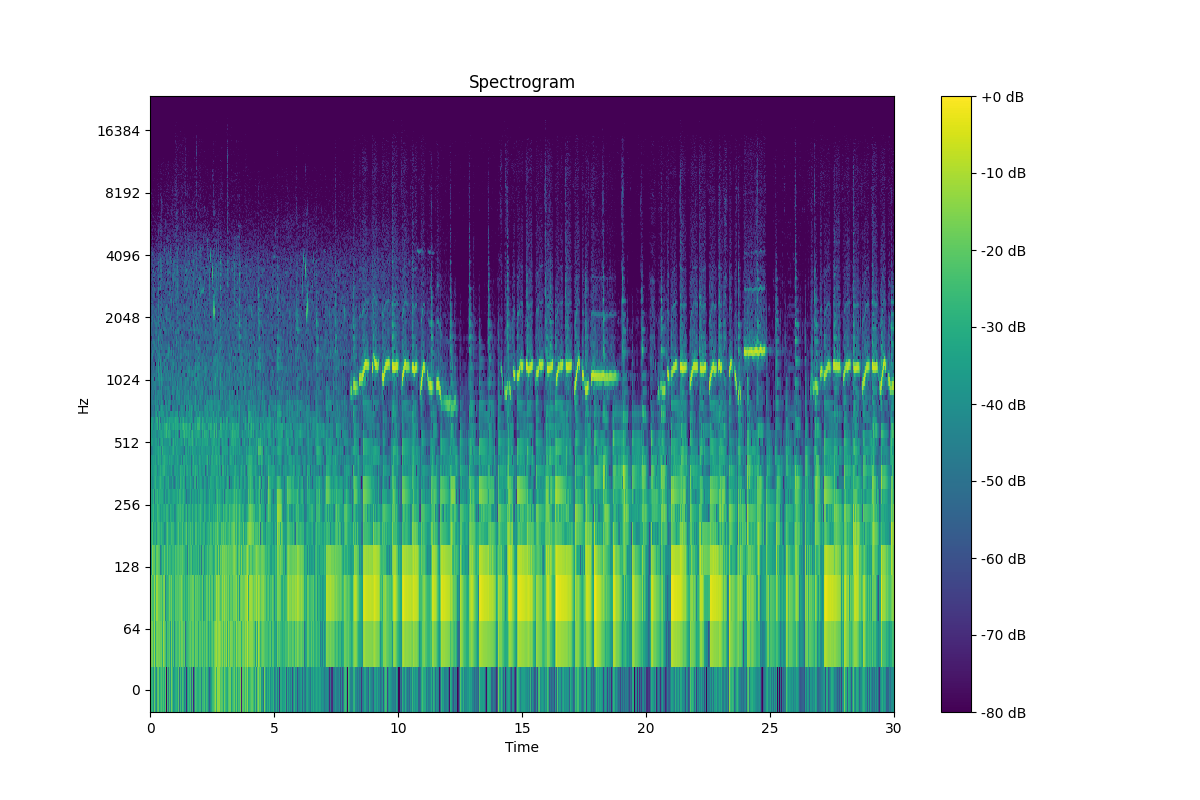 Spectrogram
Hz
16384
8192
4096
2048
1024
512
256
128
64
0
0 5 10 15 20 25 30
Time
+0 dB
-10 dB
-20 dB
-30 dB
-40 dB
-50 dB
-60 dB
-70 dB
-80 dB